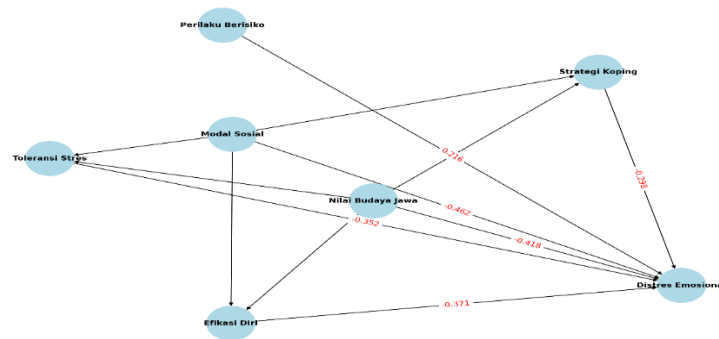 Perilaku Berisiko
Strategi Koping
Modal Sosial
Toleransi Stres
0.216
-0.298
Nilai Budaya Jawa
-0.462
-0.352
-0.418
Distres Emosiona
-0.371
Efikasi Diri